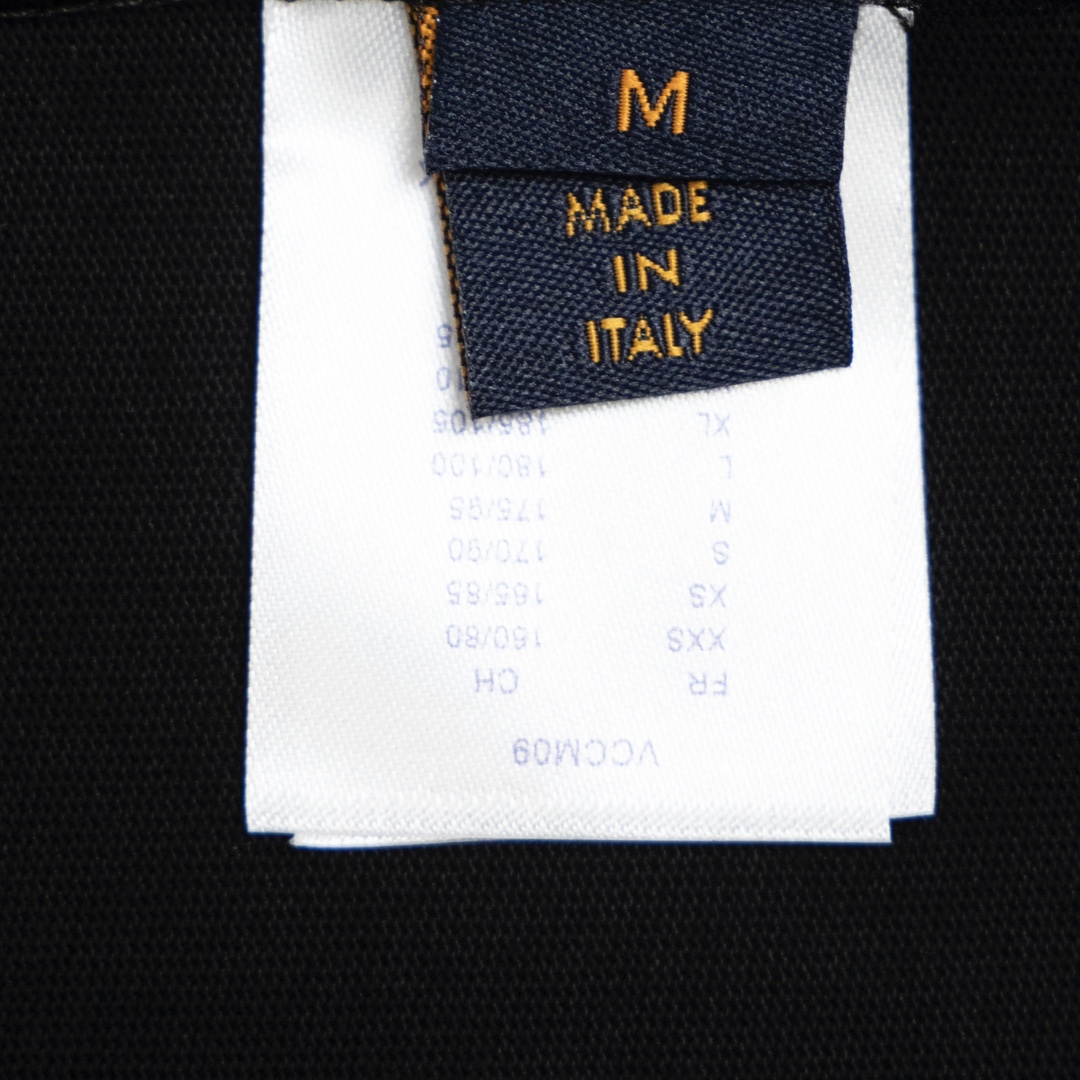 M
MADE
IN
ITALY
VCCM09
FR CH
XXS 160/80
XS 165/85
S 170/90
M 175/95
L 180/100
XL 185/105